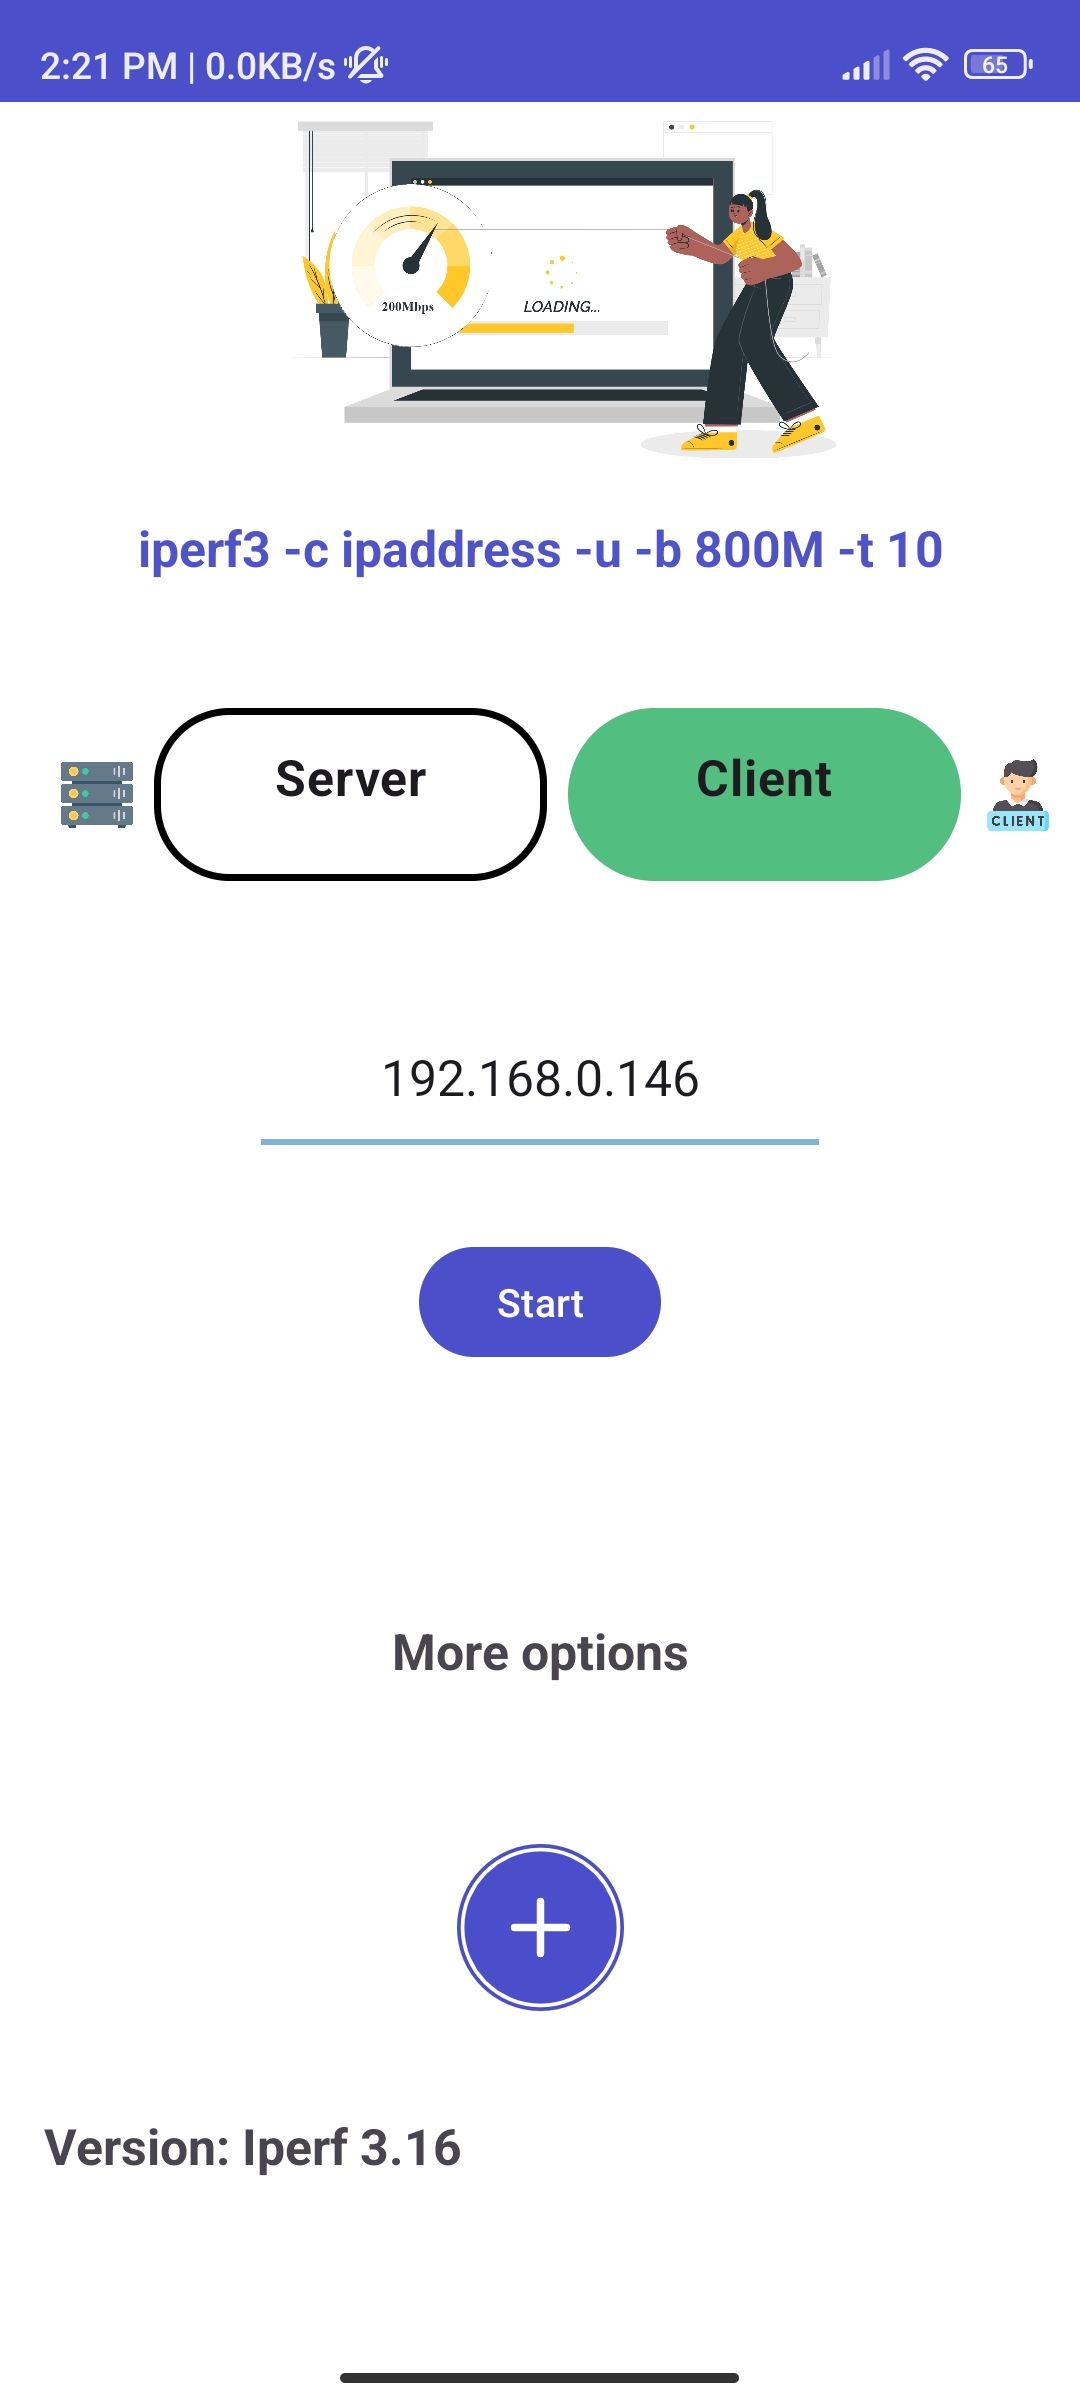 2:21 PM | 0.0KB/s 65
200Mbps
LOADING...
iperf3 -c ipaddress -u -b 800M -t 10
Server Client
CLIENT
192.168.0.146
Start
More options
Version: Iperf 3.16